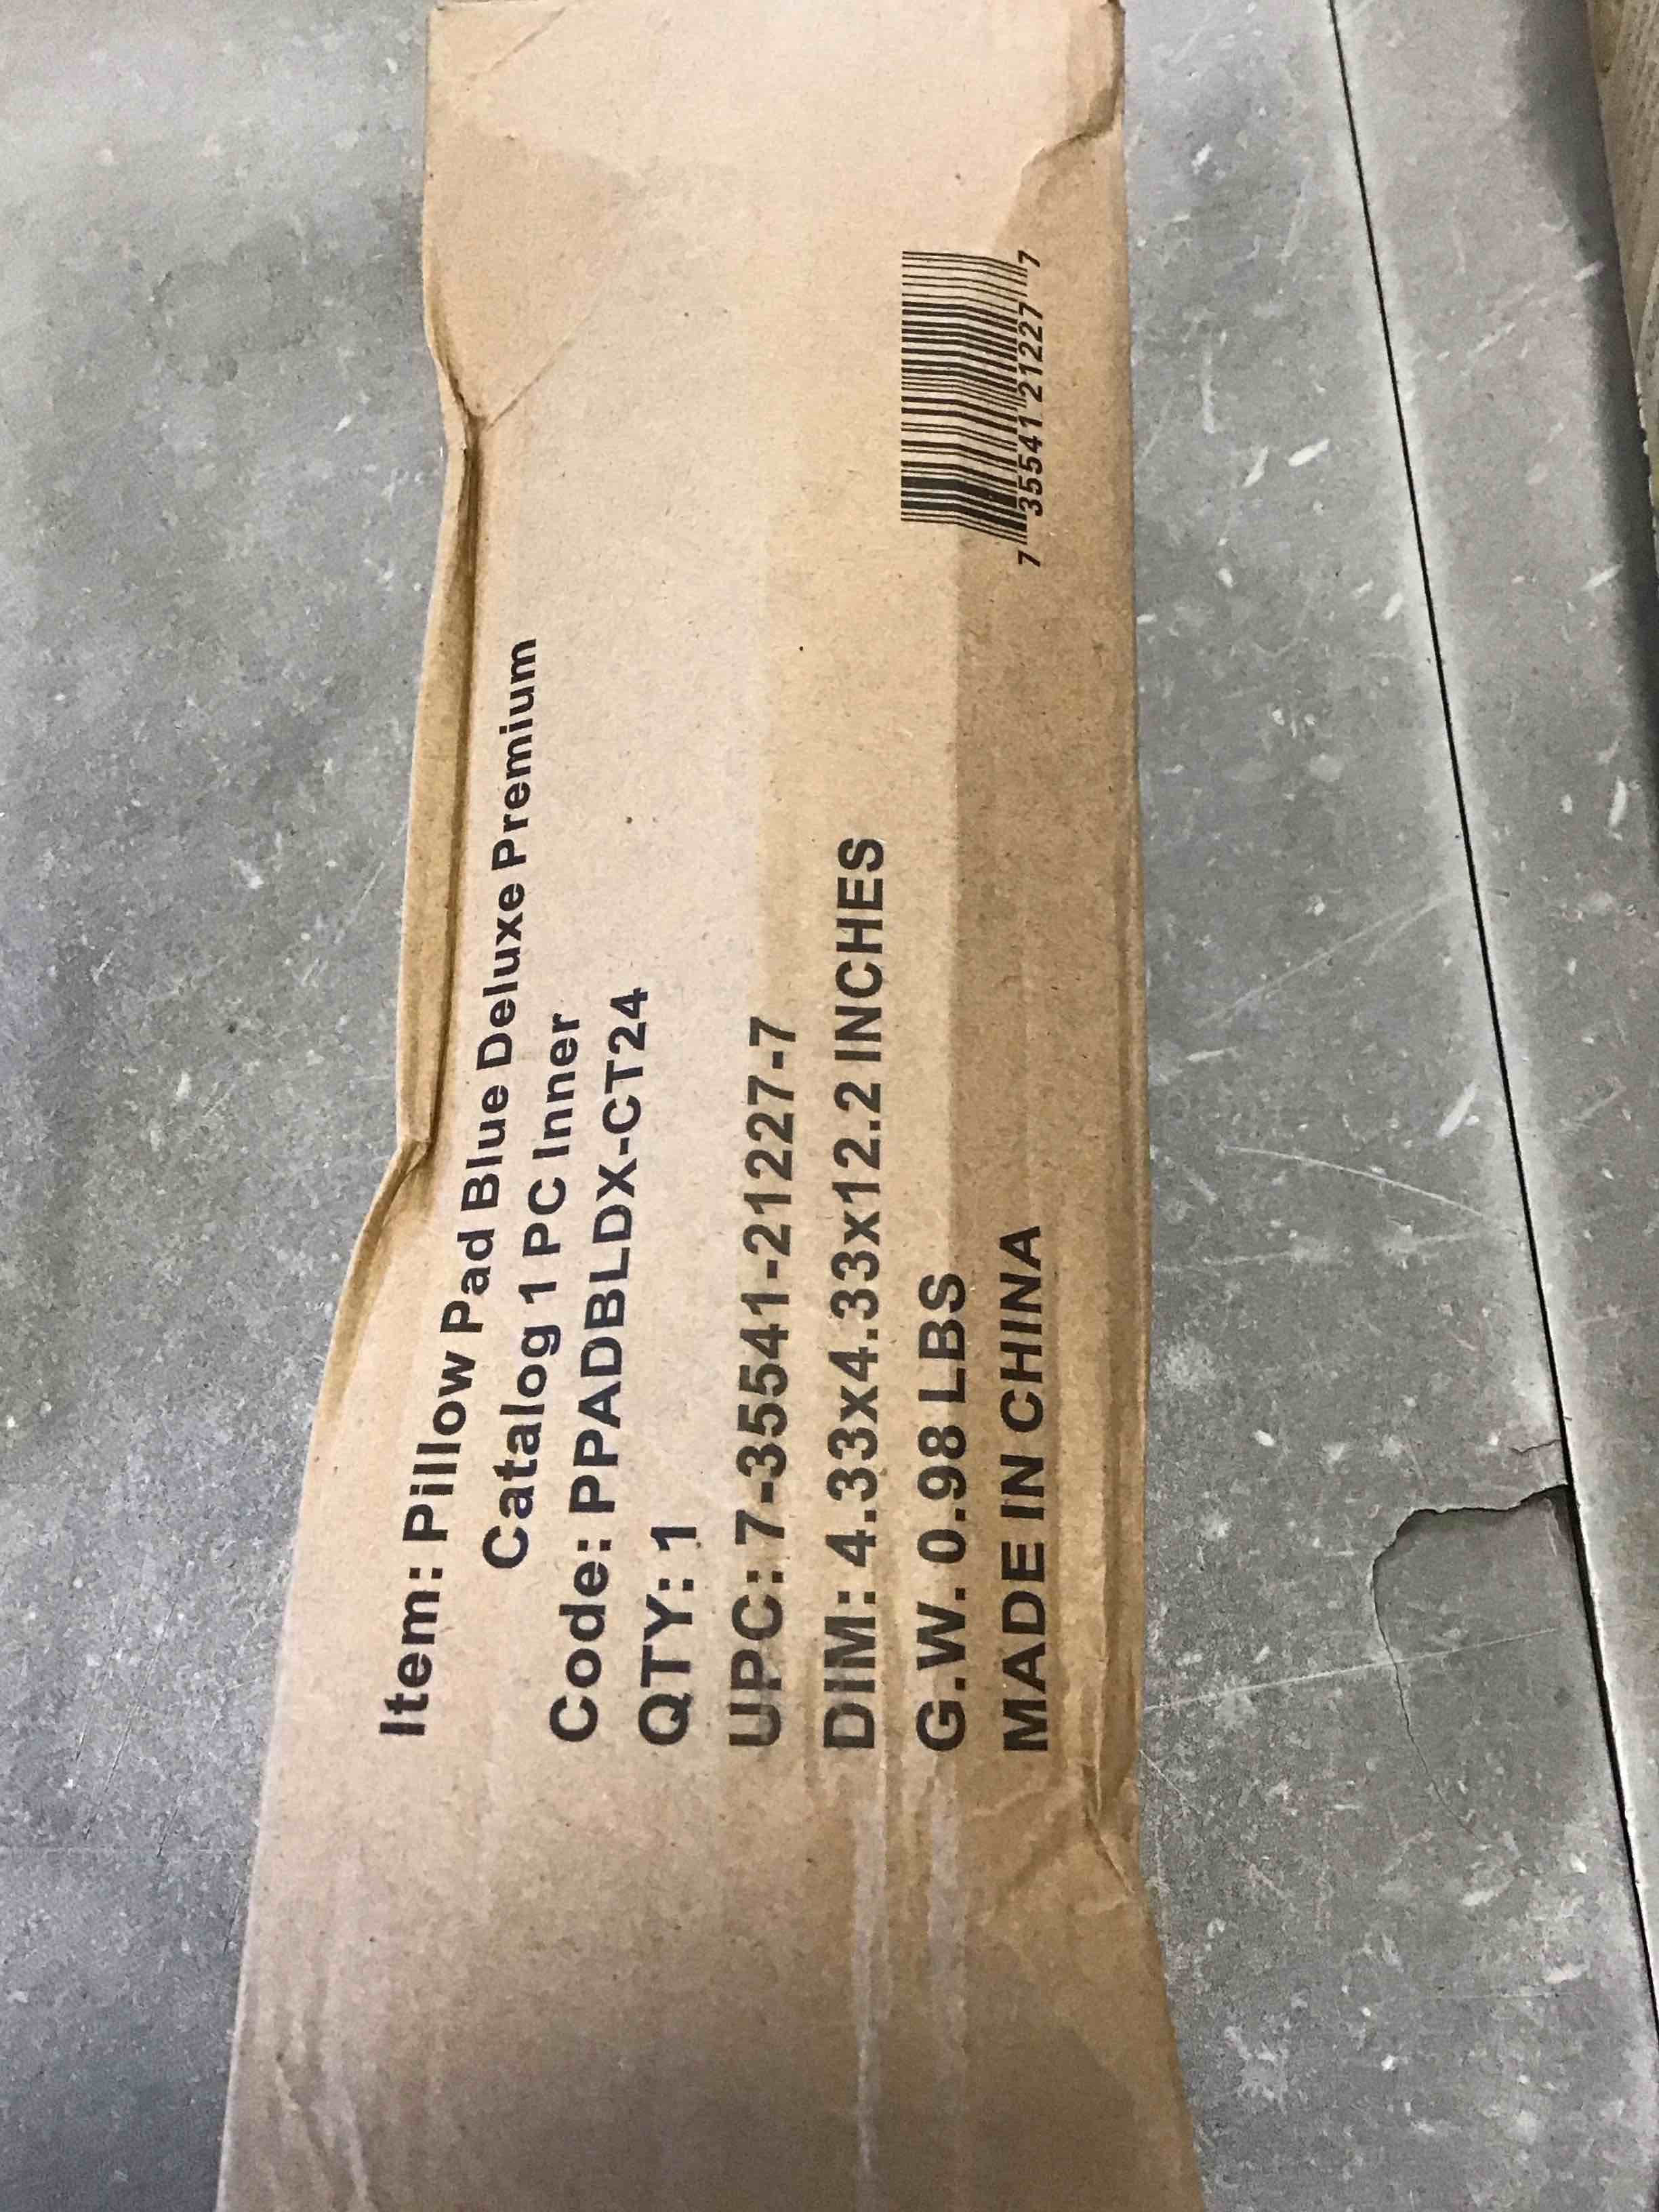 Item: Pillow Pad Blue Deluxe Premium
Catalog 1 PC Inner
Code: PPADBLDX-CT24
QTY: 1
UPC: 7-35541-21227-7
DIM: 4.33x4.33x12.2 INCHES
G.W. 0.98 LBS
MADE IN CHINA
7 35541 21227 7